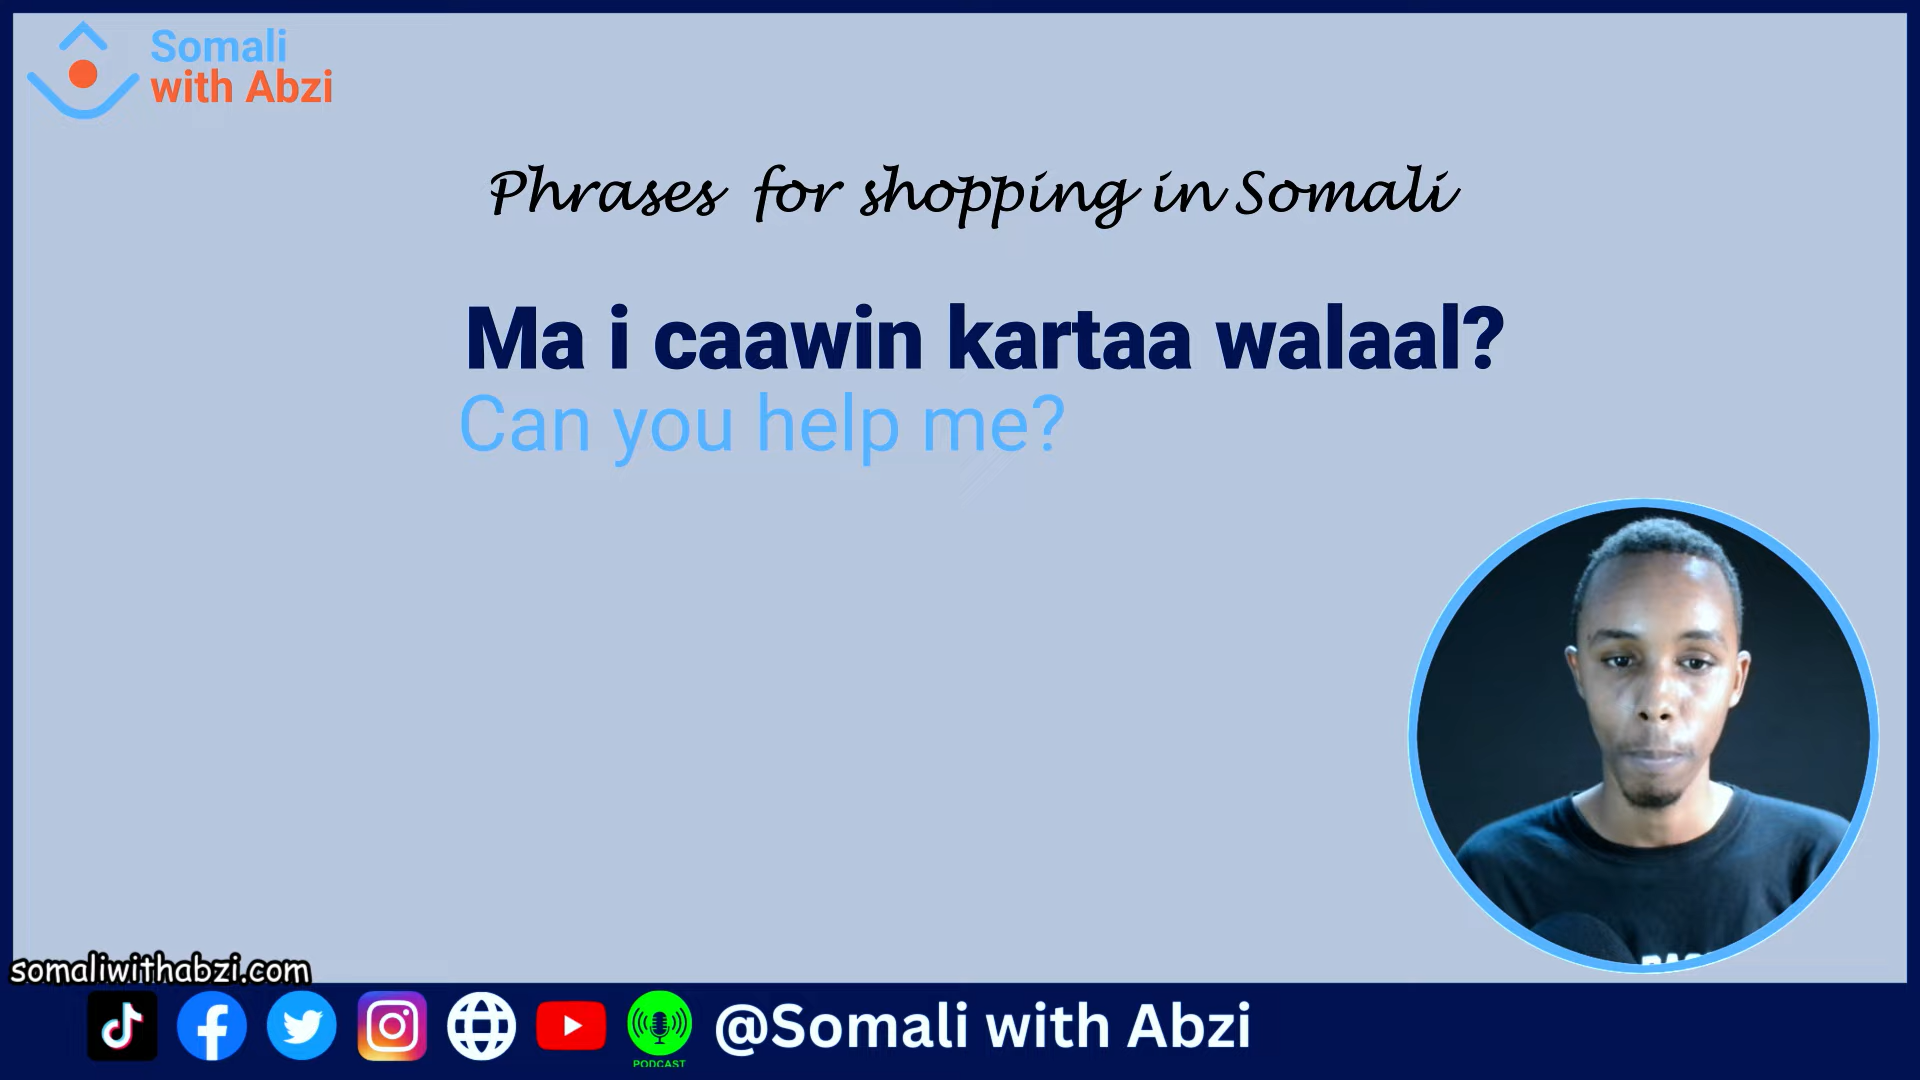 Somali
with Abzi
Phrases for shopping in Somali
Ma i caawin kartaa walaal?
Can you help me?
somaliwithabzi.com
PODCAST
@Somali with Abzi